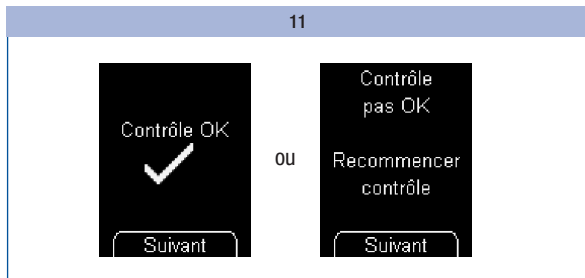 11
Contrôle OK
Suivant
ou
Contrôle
pas OK
Recommencer
contrôle
Suivant